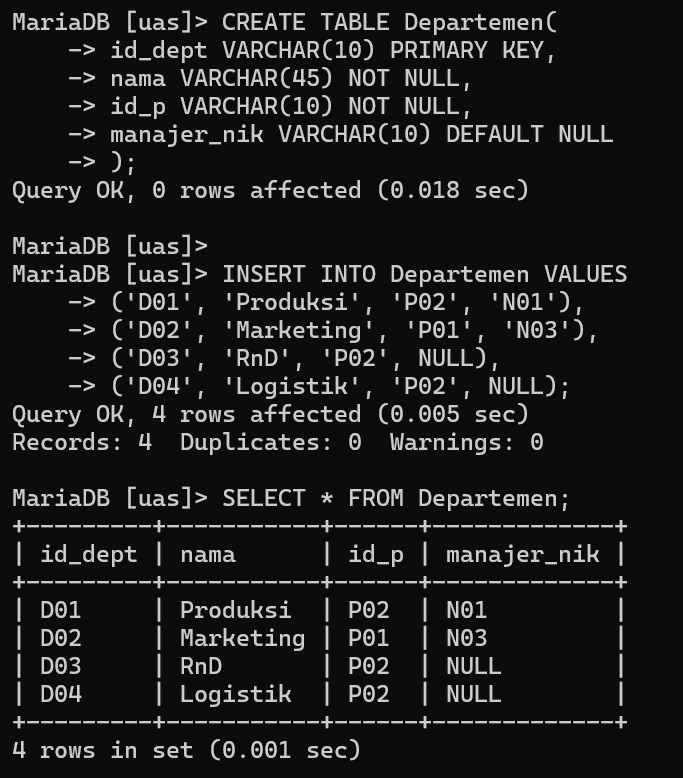 MariaDB [uas]> CREATE TABLE Departemen(
    -> id_dept VARCHAR(10) PRIMARY KEY,
    -> nama VARCHAR(45) NOT NULL,
    -> id_p VARCHAR(10) NOT NULL,
    -> manajer_nik VARCHAR(10) DEFAULT NULL
    -> );
Query OK, 0 rows affected (0.018 sec)

MariaDB [uas]>
MariaDB [uas]> INSERT INTO Departemen VALUES
    -> ('D01', 'Produksi', 'P02', 'N01'),
    -> ('D02', 'Marketing', 'P01', 'N03'),
    -> ('D03', 'RnD', 'P02', NULL),
    -> ('D04', 'Logistik', 'P02', NULL);
Query OK, 4 rows affected (0.005 sec)
Records: 4  Duplicates: 0  Warnings: 0

MariaDB [uas]> SELECT * FROM Departemen;
+---------+-----------+------+-------------+
| id_dept | nama      | id_p | manajer_nik |
+---------+-----------+------+-------------+
| D01     | Produksi  | P02  | N01         |
| D02     | Marketing | P01  | N03         |
| D03     | RnD       | P02  | NULL        |
| D04     | Logistik  | P02  | NULL        |
+---------+-----------+------+-------------+
4 rows in set (0.001 sec)